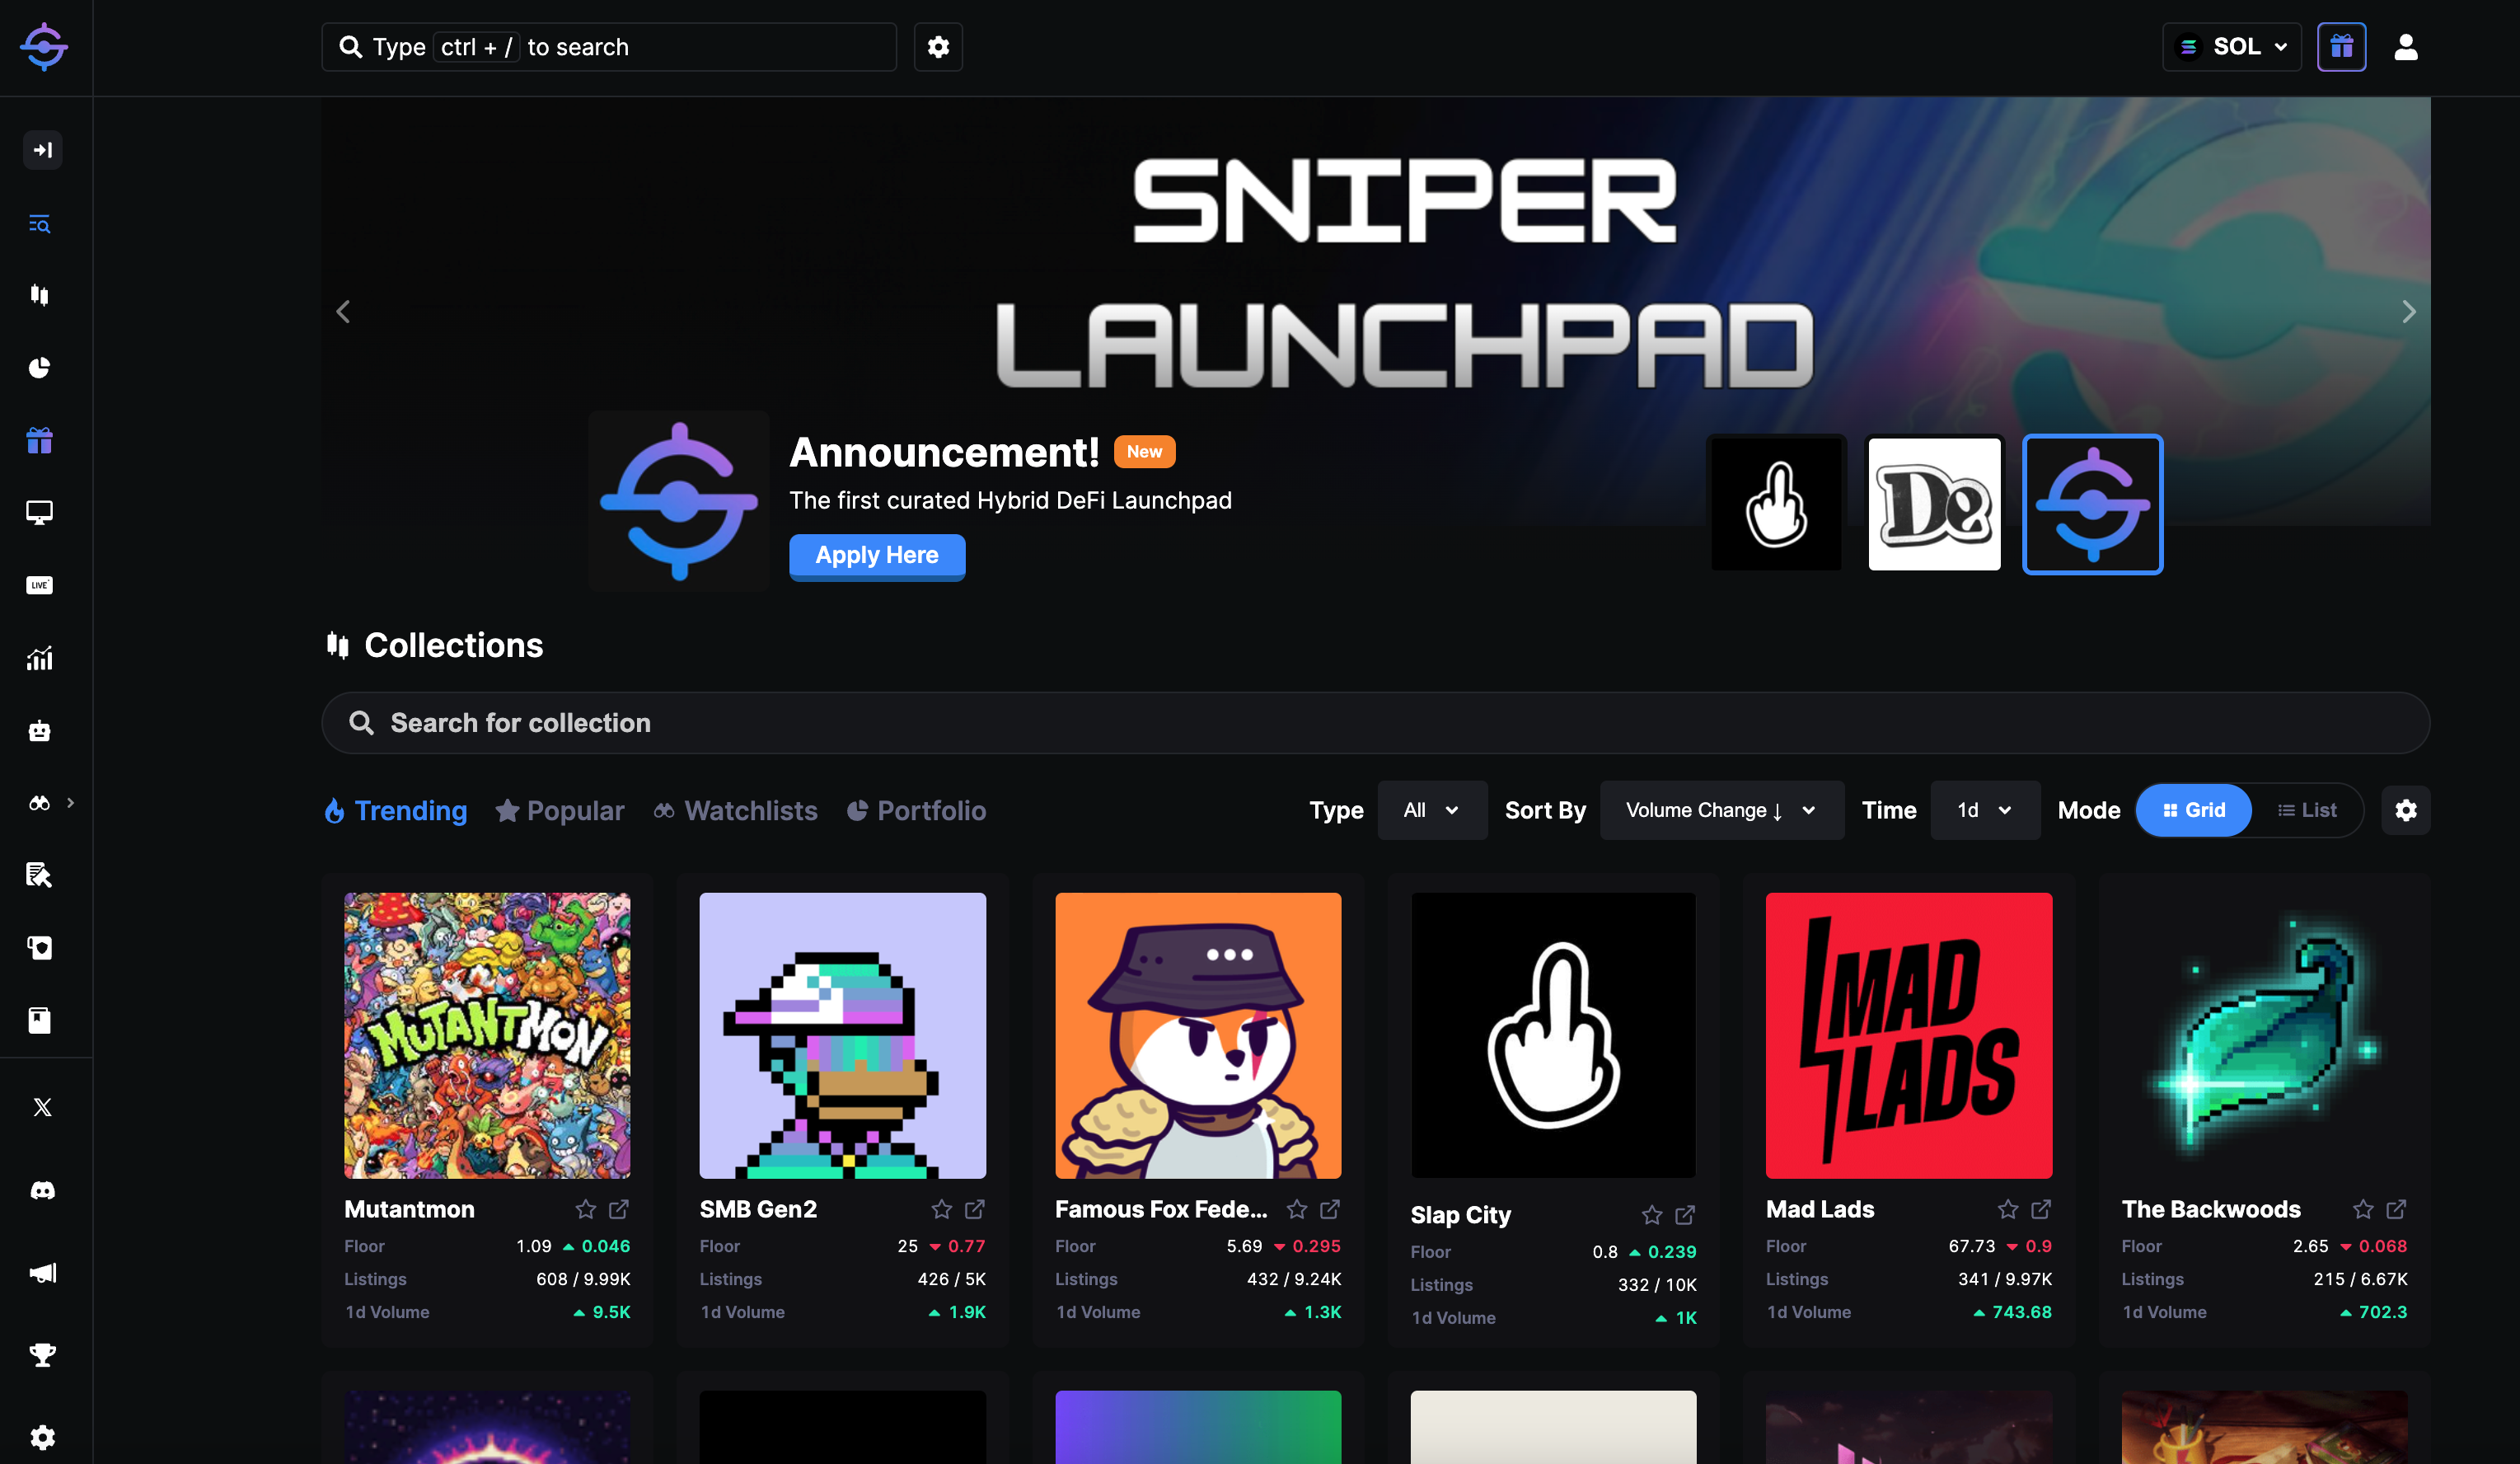 Type ctrl + / to search
SOL
SNIPER
LAUNCHPAD
Announcement! New
The first curated Hybrid DeFi Launchpad
Apply Here
De
LIVE
Collections
Search for collection
Trending Popular Watchlists Portfolio
Type All Sort By Volume Change ↓ Time 1d Mode Grid List
MUTANTMON
MAD
LADS
Mutantmon
Floor 1.09 0.046
Listings 608 / 9.99K
1d Volume 9.5K
SMB Gen2
Floor 25 0.77
Listings 426 / 5K
1d Volume 1.9K
Famous Fox Fede...
Floor 5.69 0.295
Listings 432 / 9.24K
1d Volume 1.3K
Slap City
Floor 0.8 0.239
Listings 332 / 10K
1d Volume 1K
Mad Lads
Floor 67.73 0.9
Listings 341 / 9.97K
1d Volume 743.68
The Backwoods
Floor 2.65 0.068
Listings 215 / 6.67K
1d Volume 702.3